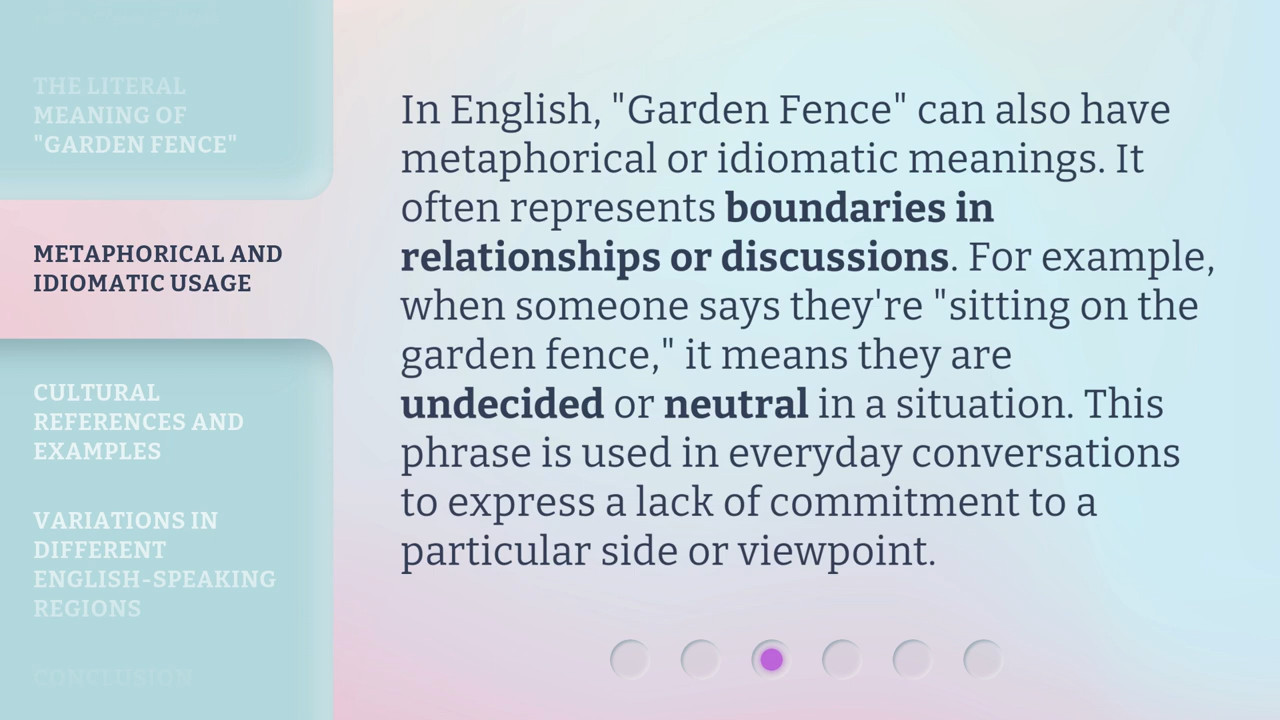 THE LITERAL
MEANING OF
"GARDEN FENCE"
METAPHORICAL AND
IDIOMATIC USAGE
CULTURAL
REFERENCES AND
EXAMPLES
VARIATIONS IN
DIFFERENT
ENGLISH-SPEAKING
REGIONS
CONCLUSION
In English, "Garden Fence" can also have
metaphorical or idiomatic meanings. It
often represents boundaries in
relationships or discussions. For example,
when someone says they're "sitting on the
garden fence," it means they are
undecided or neutral in a situation. This
phrase is used in everyday conversations
to express a lack of commitment to a
particular side or viewpoint.